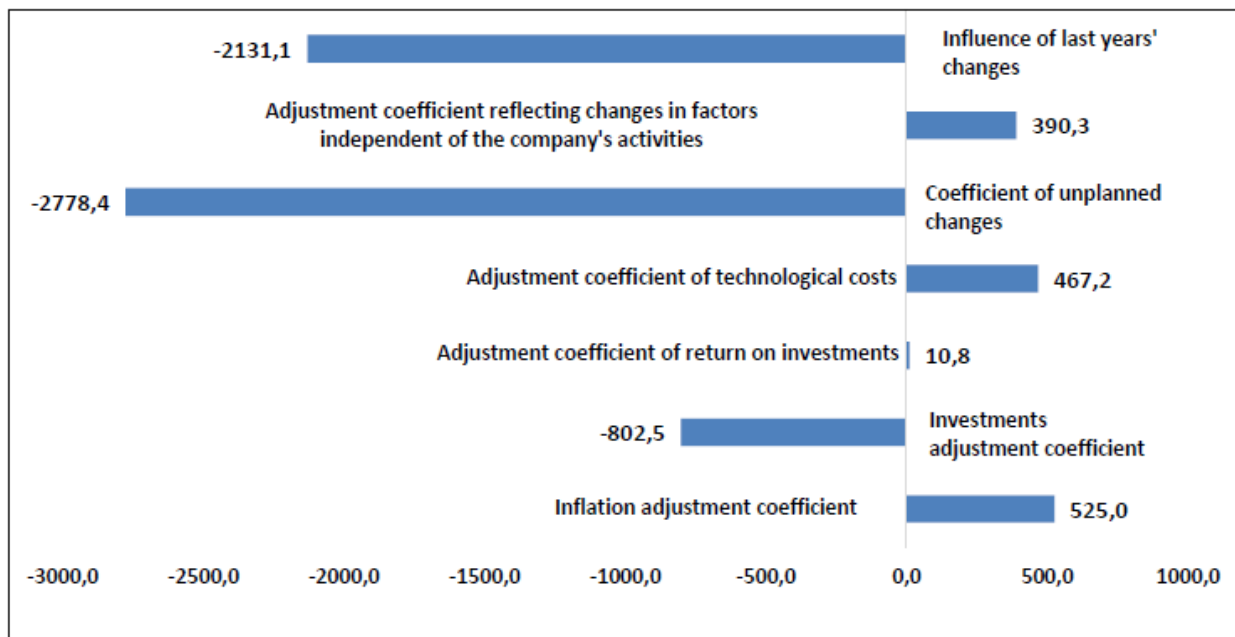 -2131,1
Influence of last years'
changes
Adjustment coefficient reflecting changes in factors
independent of the company's activities
390,3
-2778,4
Coefficient of unplanned
changes
Adjustment coefficient of technological costs
467,2
Adjustment coefficient of return on investments
10,8
-802,5
Investments
adjustment coefficient
Inflation adjustment coefficient
525,0
-3000,0 -2500,0 -2000,0 -1500,0 -1000,0 -500,0 0,0 500,0 1000,0